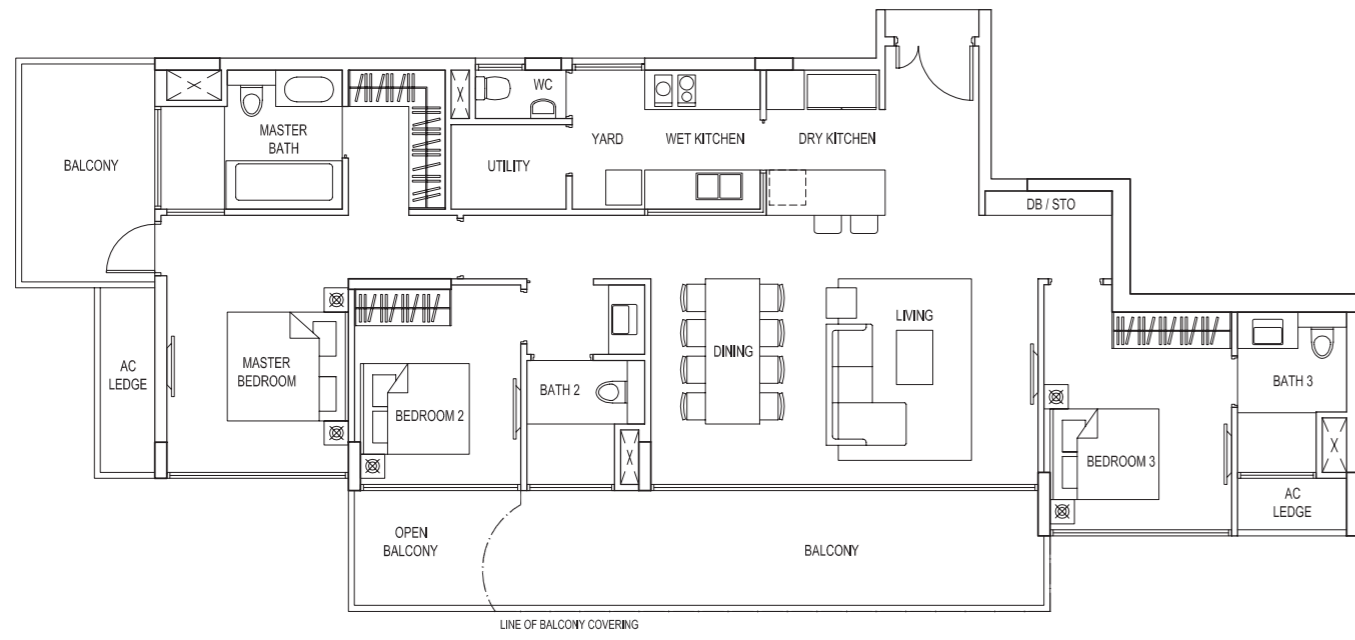 WC
MASTER
BATH
YARD
WET KITCHEN
DRY KITCHEN
BALCONY
UTILITY
DB / STO
LIVING
DINING
AC
LEDGE
MASTER
BEDROOM
BATH 2
BATH 3
BEDROOM 2
BEDROOM 3
AC
LEDGE
OPEN
BALCONY
BALCONY
LINE OF BALCONY COVERING